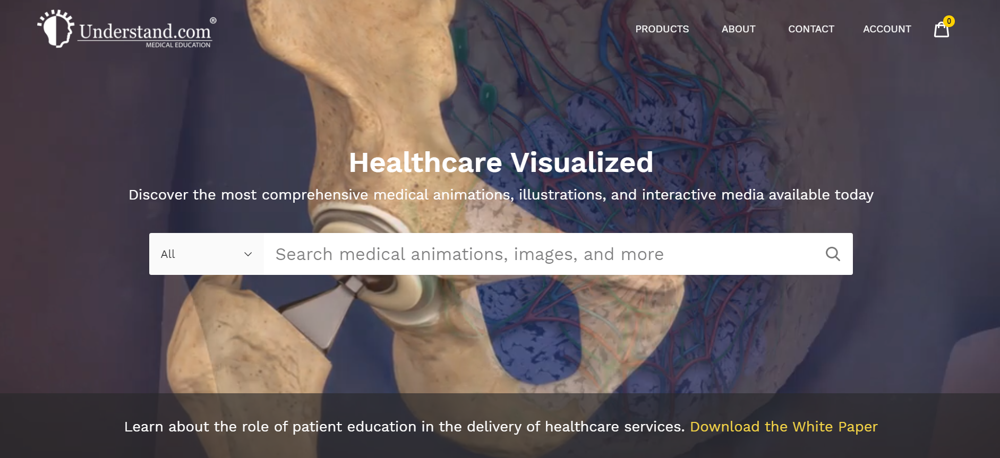 Understand.com®
MEDICAL EDUCATION
PRODUCTS
ABOUT
CONTACT
ACCOUNT
0
Healthcare Visualized
Discover the most comprehensive medical animations, illustrations, and interactive media available today
All
Search medical animations, images, and more
Learn about the role of patient education in the delivery of healthcare services. Download the White Paper